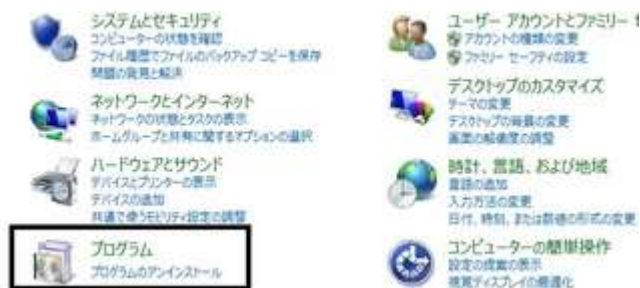 システムとセキュリティ
コンピューターの状態を確認
ファイル履歴でファイルのバックアップ コピーを保存
問題の発見と解決
ネットワークとインターネット
ネットワークの状態とタスクの表示
ホームグループと共有に関するオプションの選択
ハードウェアとサウンド
デバイスとプリンターの表示
デバイスの追加
共通で使うモビリティ設定の調整
プログラム
プログラムのアンインストール
ユーザー アカウントとファミリー
アカウントの種類の変更
ファミリー セーフティの設定
デスクトップのカスタマイズ
テーマの変更
デスクトップの背景の変更
画面の解像度の調整
時計、言語、および地域
言語の追加
入力方法の変更
日付、時刻、または数値の形式の変更
コンピューターの簡単操作
設定の提案の表示
視覚ディスプレイの最適化